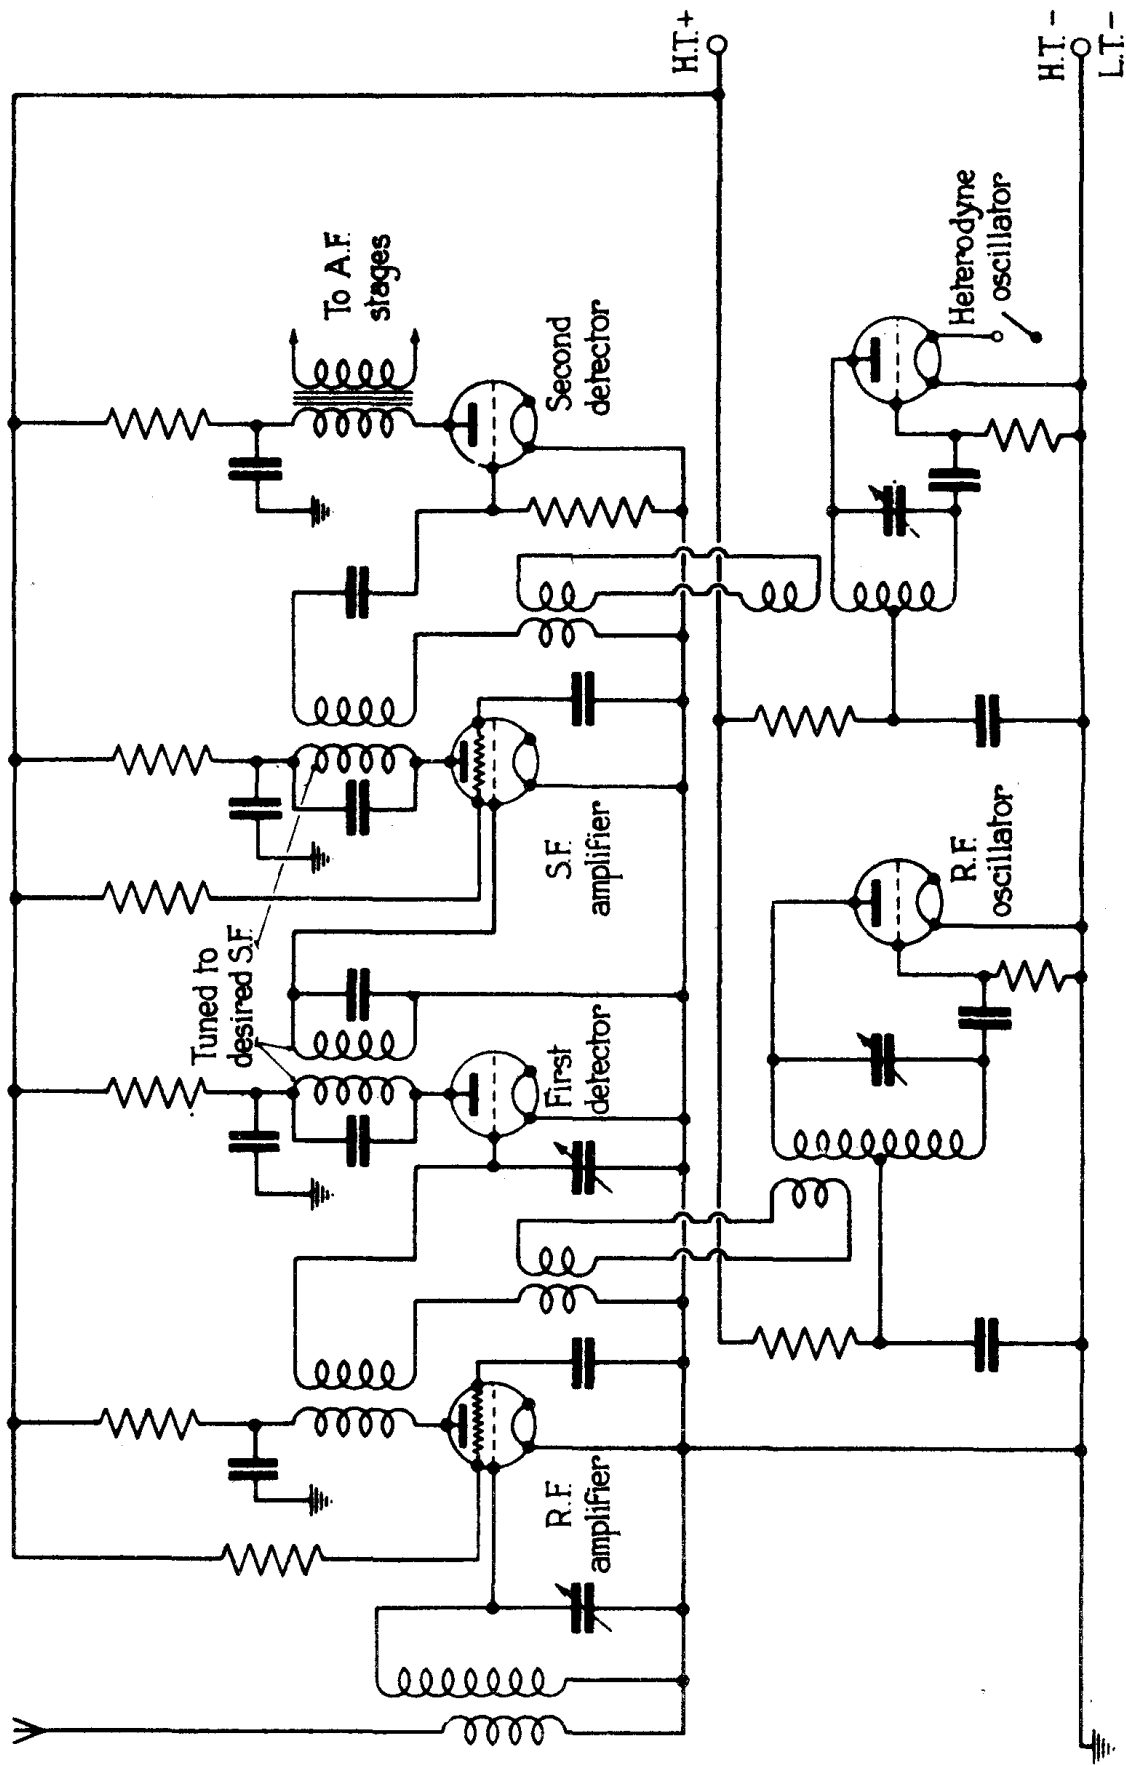 To A.F.
stages
Second
detector
Tuned to
desired S.F.
S.F.
amplifier
First
detector
R.F.
amplifier
H.T.+
Heterodyne
oscillator
R.F.
oscillator
H.T. -
L.T. -